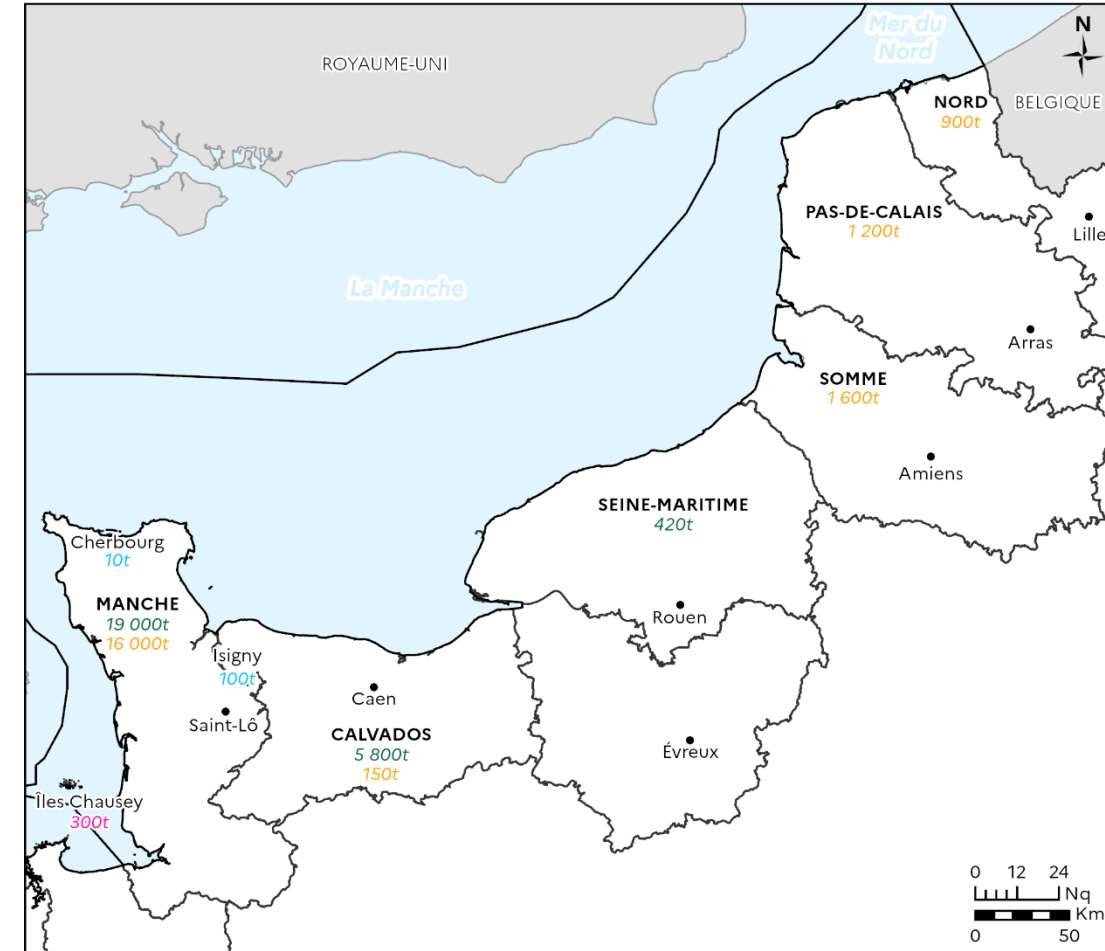 Mer du
Nord
N
ROYAUME-UNI
NORD
900t
BELGIQUE
PAS-DE-CALAIS
1 200t
Lille
La Manche
Arras
SOMME
1 600t
Amiens
SEINE-MARITIME
420t
Cherbourg
10t
MANCHE
19 000t
16 000t
Rouen
Isigny
100t
Caen
Saint-Lô
CALVADOS
5 800t
150t
Évreux
Îles Chausey
300t
0 12 24
Nq
Km
0 50